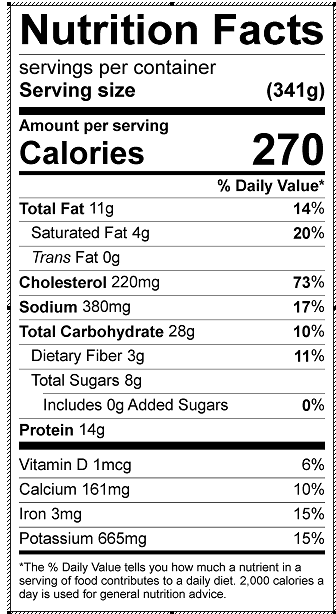 Nutrition Facts
servings per container
Serving size (341g)
Amount per serving
Calories 270
% Daily Value*
Total Fat 11g 14%
Saturated Fat 4g 20%
Trans Fat 0g
Cholesterol 220mg 73%
Sodium 380mg 17%
Total Carbohydrate 28g 10%
Dietary Fiber 3g 11%
Total Sugars 8g
Includes 0g Added Sugars 0%
Protein 14g
Vitamin D 1mcg 6%
Calcium 161mg 10%
Iron 3mg 15%
Potassium 665mg 15%
*The % Daily Value tells you how much a nutrient in a
serving of food contributes to a daily diet. 2,000 calories a
day is used for general nutrition advice.